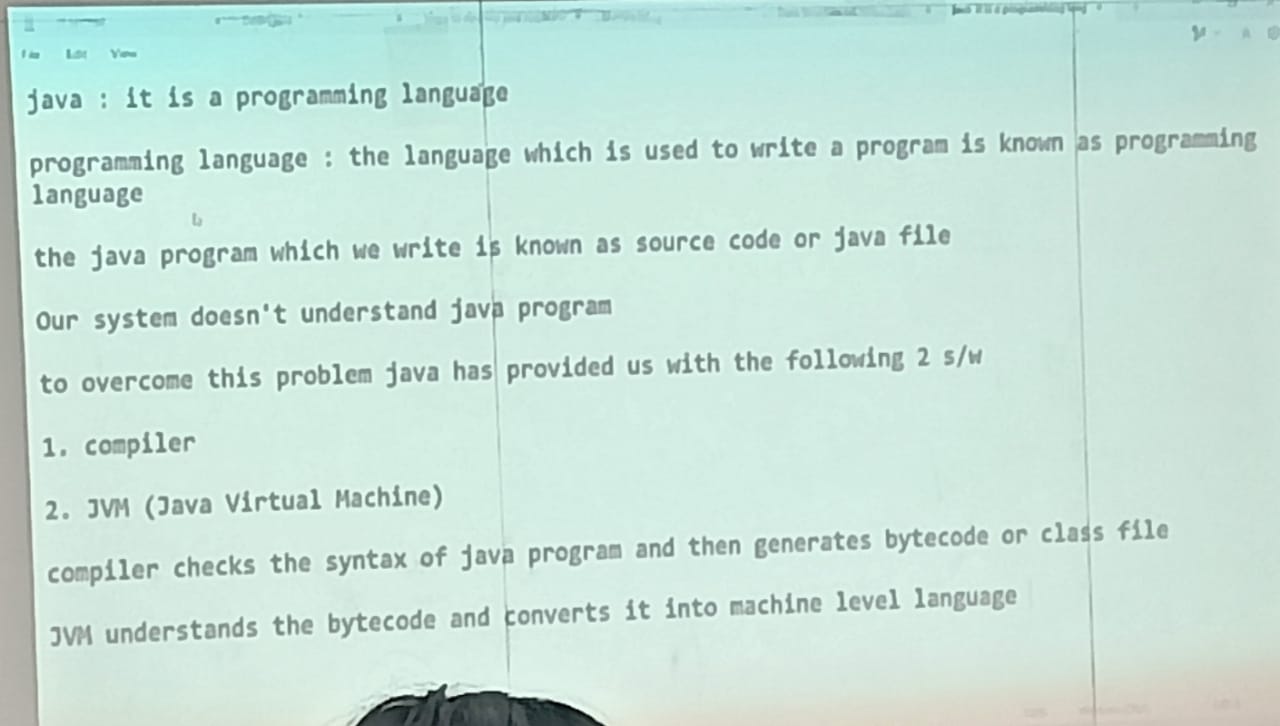 File Edit View
java : it is a programming language
programming language : the language which is used to write a program is known as programming
language
the java program which we write is known as source code or java file
Our system doesn't understand java program
to overcome this problem java has provided us with the following 2 s/w
1. compiler
2. JVM (Java Virtual Machine)
compiler checks the syntax of java program and then generates bytecode or class file
JVM understands the bytecode and converts it into machine level language